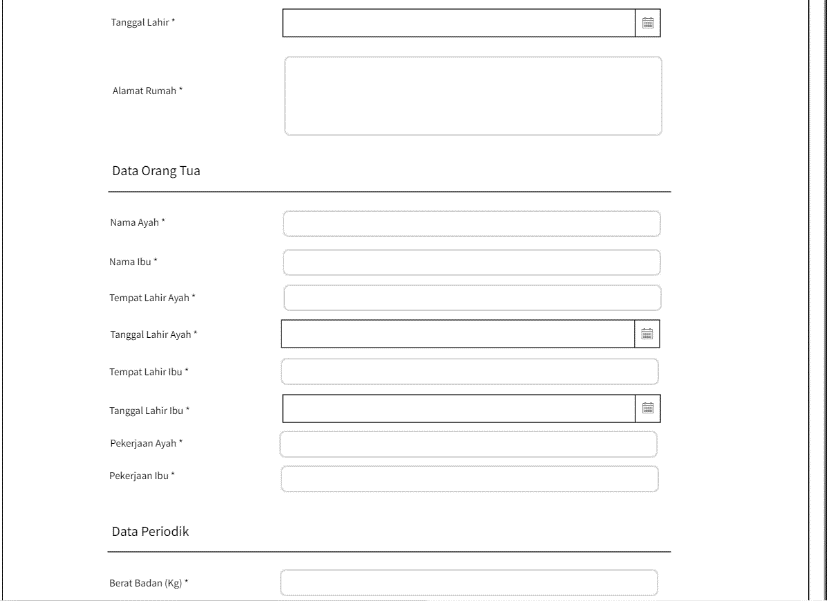 Tanggal Lahir *
Alamat Rumah *
Data Orang Tua
Nama Ayah *
Nama Ibu *
Tempat Lahir Ayah *
Tanggal Lahir Ayah *
Tempat Lahir Ibu *
Tanggal Lahir Ibu *
Pekerjaan Ayah *
Pekerjaan Ibu *
Data Periodik
Berat Badan (Kg) *